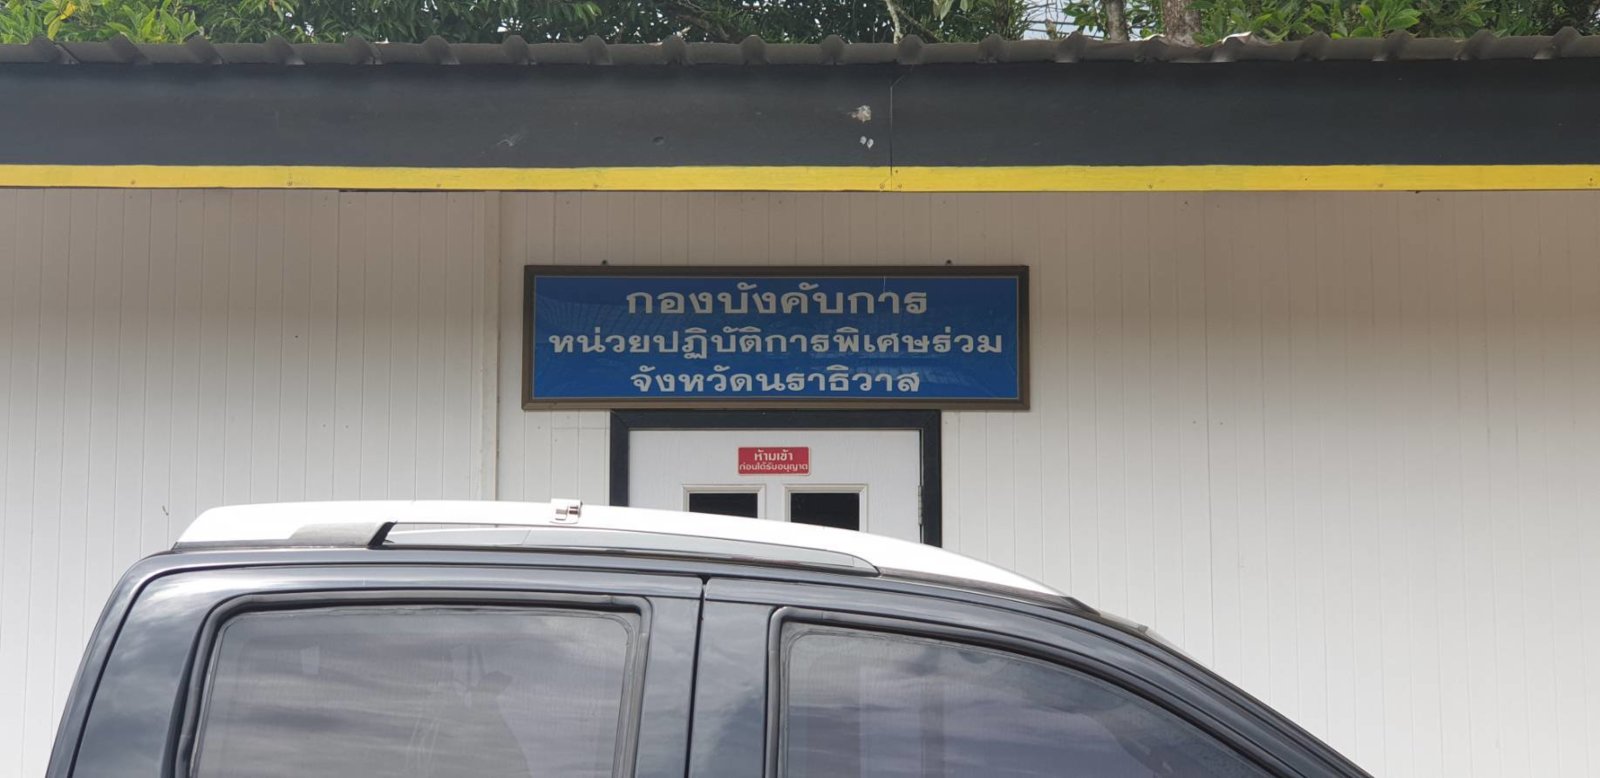 กองบังคับการ
หน่วยปฏิบัติการพิเศษร่วม
จังหวัดนราธิวาส
ห้ามเข้า
ก่อนได้รับอนุญาต